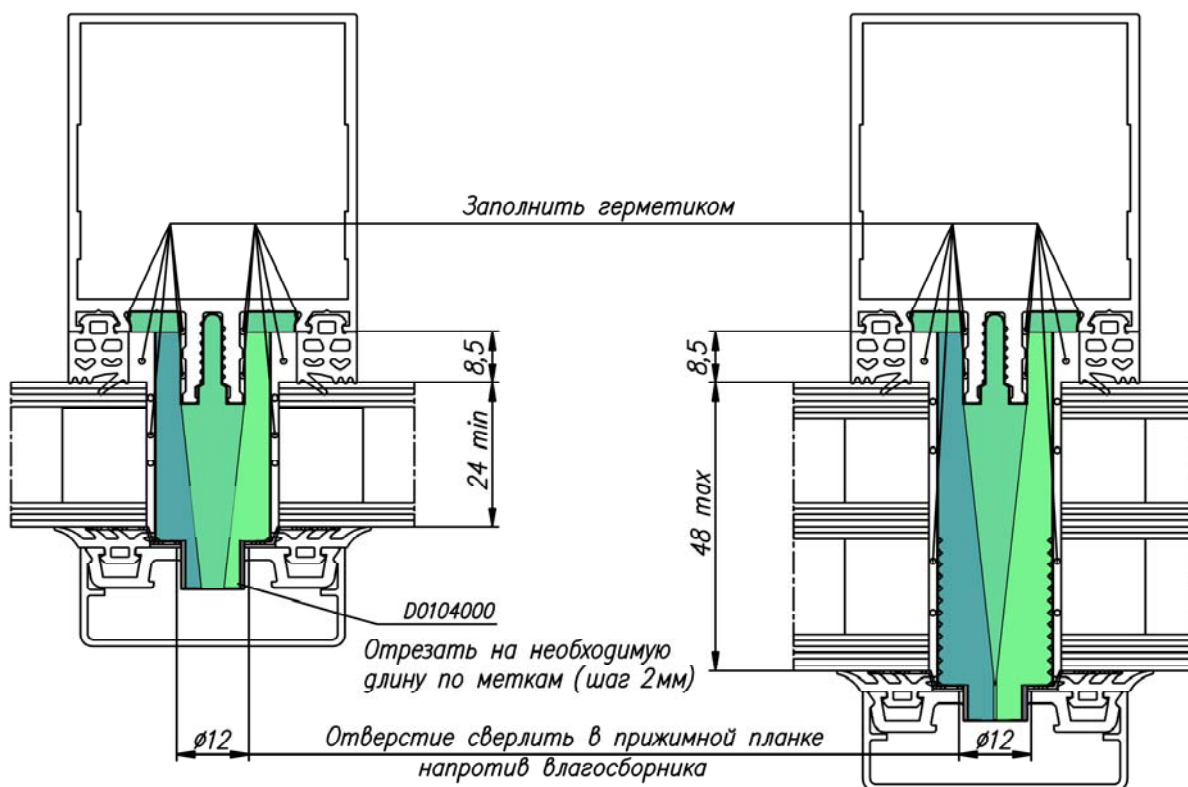 Заполнить герметиком
8,5
8,5
24 min
48 max
D0104000
Отрезать на необходимую
длину по меткам (шаг 2мм)
ø12
Отверстие сверлить в прижимной планке
ø12
напротив влагосборника